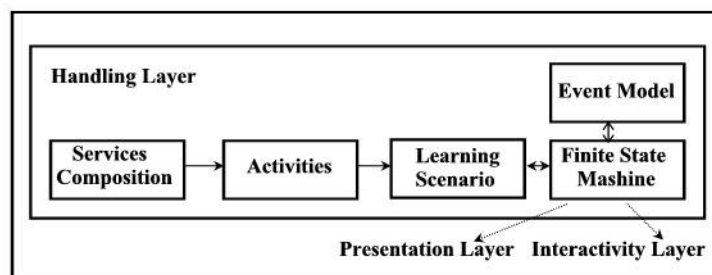 Handling Layer
Event Model
Services
Composition
Activities
Learning
Scenario
Finite State
Mashine
Presentation Layer
Interactivity Layer